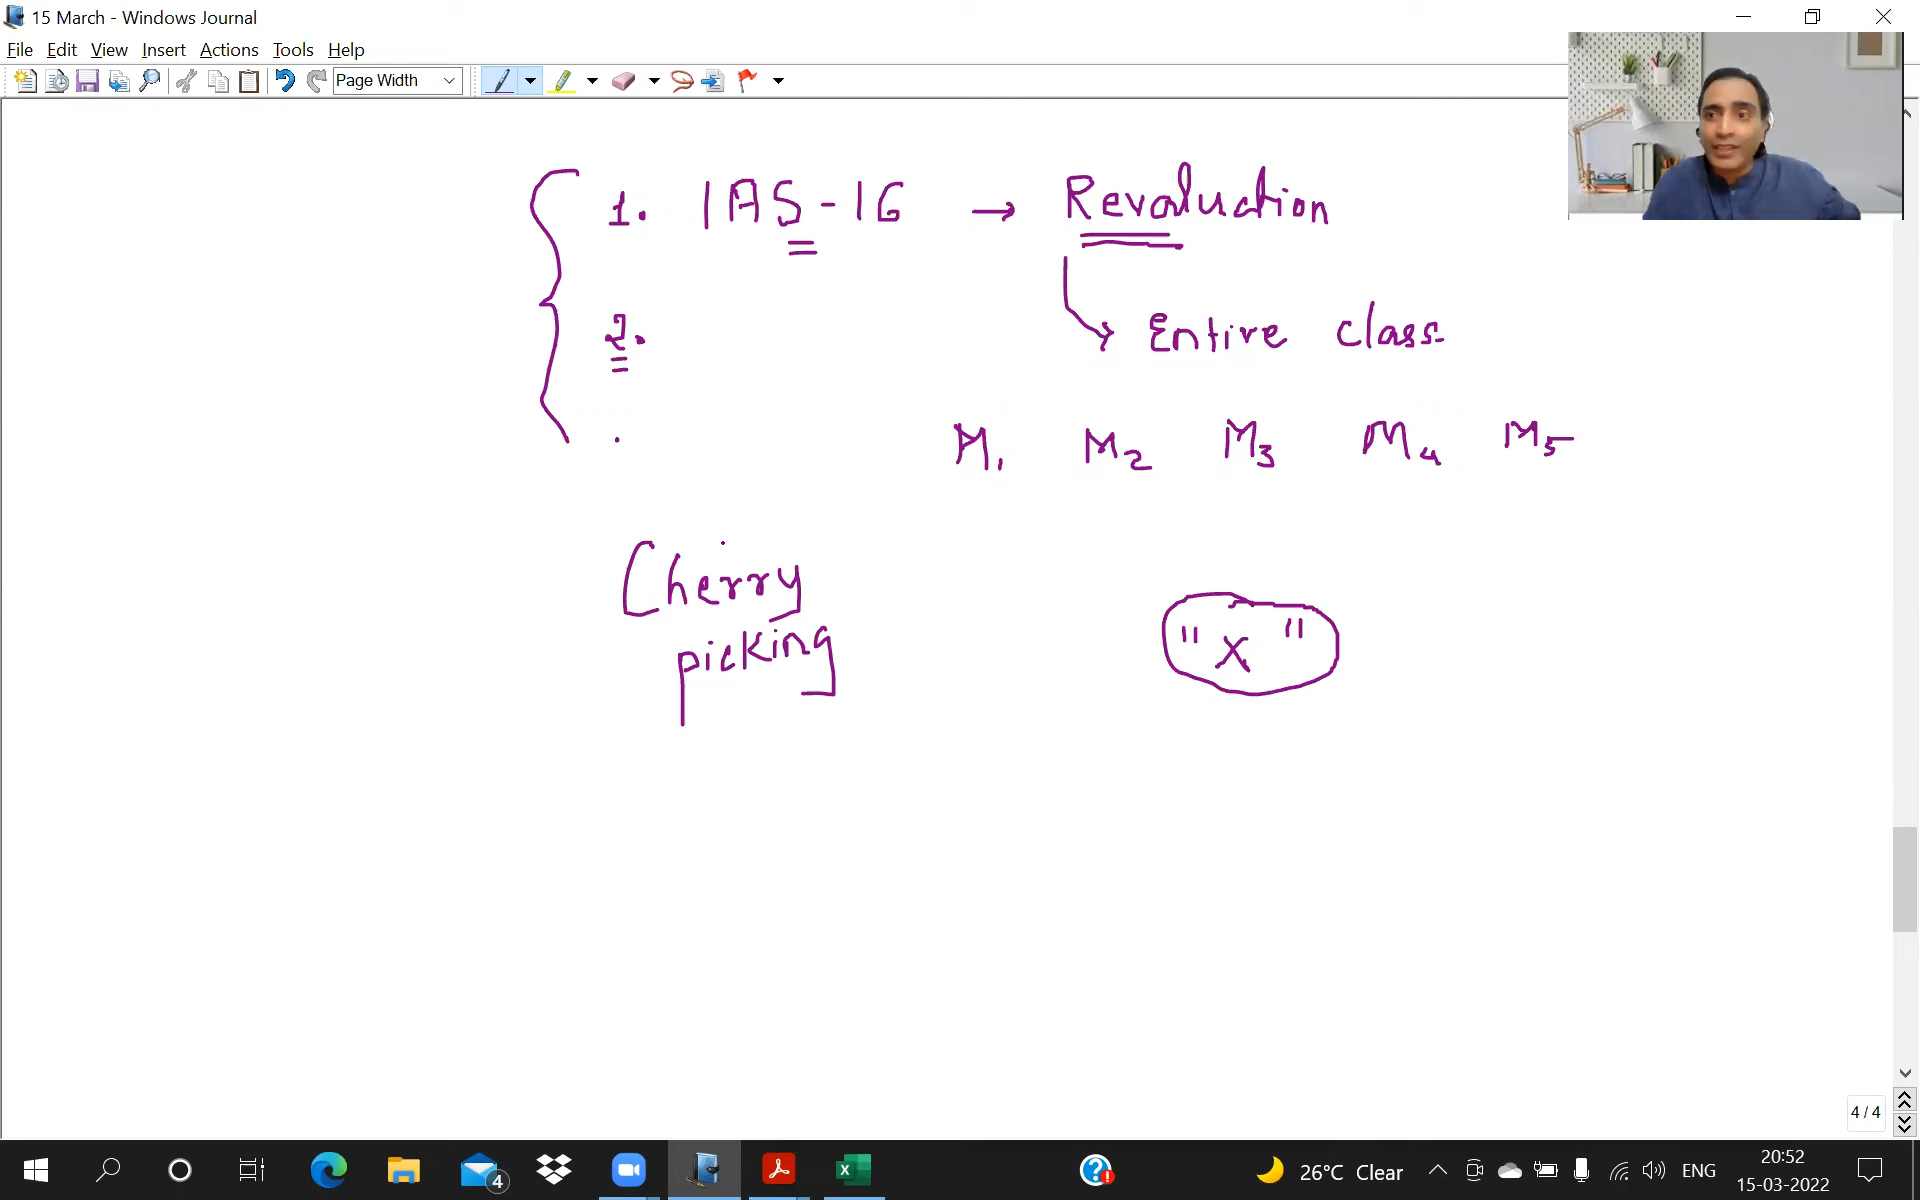 15 March - Windows Journal
File Edit View Insert Actions Tools Help
Page Width
1. IAS-16 → Revaluation
2. Entire class
M1 M2 M3 M4 M5
Cherry
picking
"X"
4 / 4
4
26°C Clear
ENG
20:52
15-03-2022